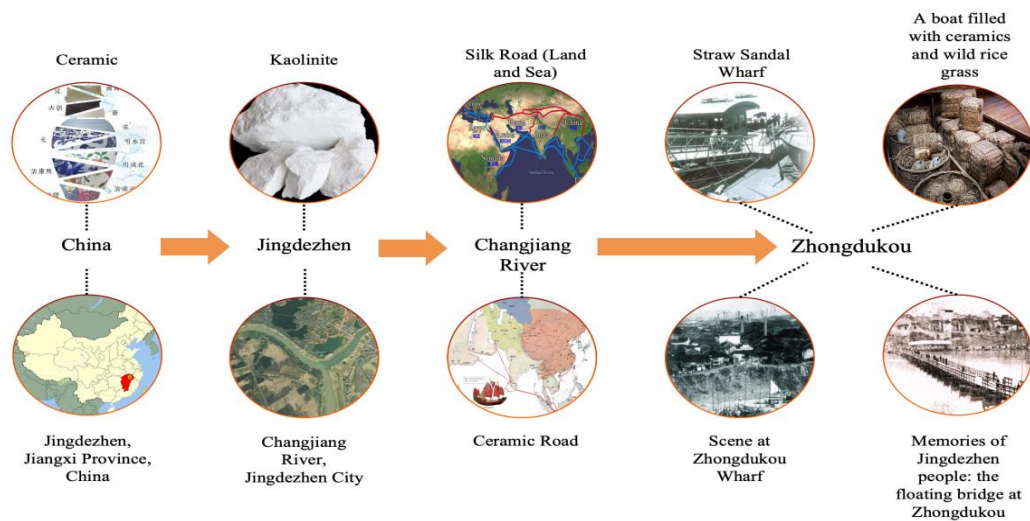 A boat filled
with ceramics
and wild rice
grass
Ceramic
Kaolinite
Silk Road (Land
and Sea)
Straw Sandal
Wharf
China
Jingdezhen
Changjiang
River
Zhongdukou
Jingdezhen,
Jiangxi Province,
China
Changjiang
River,
Jingdezhen City
Ceramic Road
Scene at
Zhongdukou
Wharf
Memories of
Jingdezhen
people: the
floating bridge at
Zhongdukou